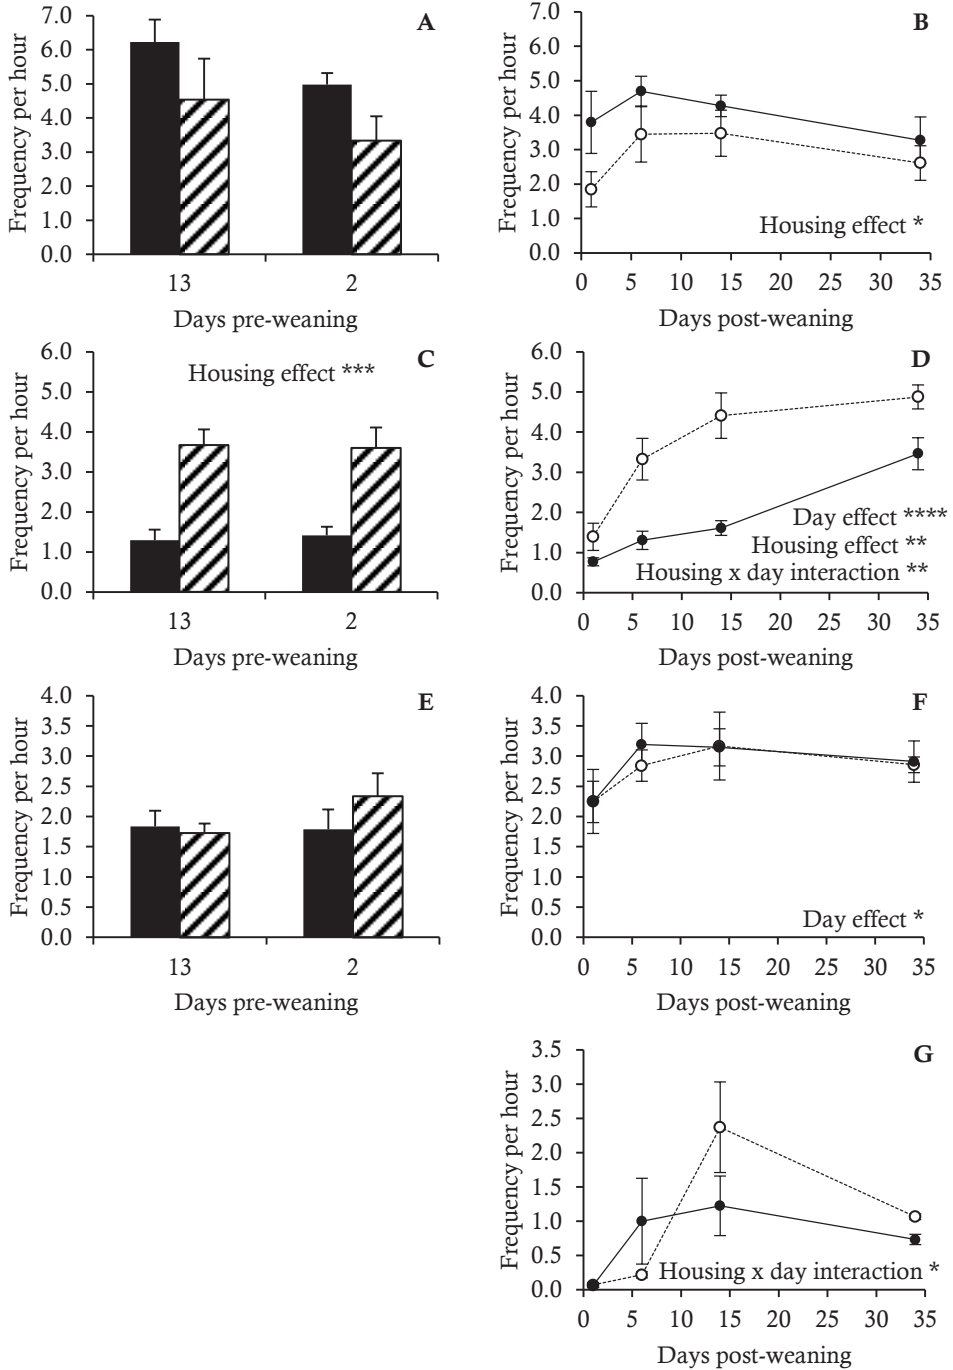 A
Frequency per hour
7.0
6.0
5.0
4.0
3.0
2.0
1.0
0.0
13 2
Days pre-weaning
B
Frequency per hour
7.0
6.0
5.0
4.0
3.0
2.0
1.0
0.0
Housing effect *
0 5 10 15 20 25 30 35
Days post-weaning
C
Frequency per hour
6.0
5.0
4.0
3.0
2.0
1.0
0.0
Housing effect ***
13 2
Days pre-weaning
D
Frequency per hour
6.0
5.0
4.0
3.0
2.0
1.0
0.0
Day effect ****
Housing effect **
Housing x day interaction **
0 5 10 15 20 25 30 35
Days post-weaning
E
Frequency per hour
4.0
3.5
3.0
2.5
2.0
1.5
1.0
0.5
0.0
13 2
Days pre-weaning
F
Frequency per hour
4.0
3.5
3.0
2.5
2.0
1.5
1.0
0.5
0.0
Day effect *
0 5 10 15 20 25 30 35
Days post-weaning
G
Frequency per hour
3.5
3.0
2.5
2.0
1.5
1.0
0.5
0.0
Housing x day interaction *
0 5 10 15 20 25 30 35
Days post-weaning